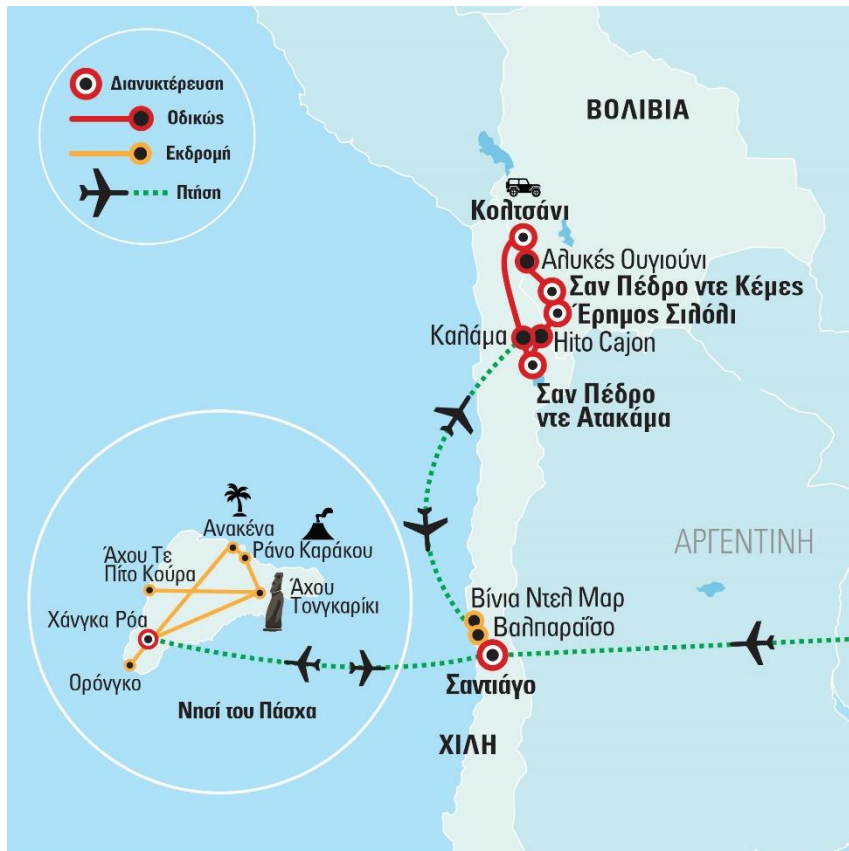 Διανυκτέρευση
Οδικώς
Εκδρομή
Πτήση
ΒΟΛΙΒΙΑ
Κολτσάνι
Αλυκές Ουγιούνι
Σαν Πέδρο ντε Κέμες
Έρημος Σιλόλι
Καλάμα
Hito Cajon
Σαν Πέδρο
ντε Ατακάμα
ΑΡΓΕΝΤΙΝΗ
Ανακένα
Ράνο Καράκου
Άχου Τε
Πίτο Κούρα
Άχου
Τονγκαρίκι
Χάνγκα Ρόα
Ορόνγκο
Νησί του Πάσχα
Βίνια Ντελ Μαρ
Βαλπαραΐσο
Σαντιάγο
ΧΙΛΗ